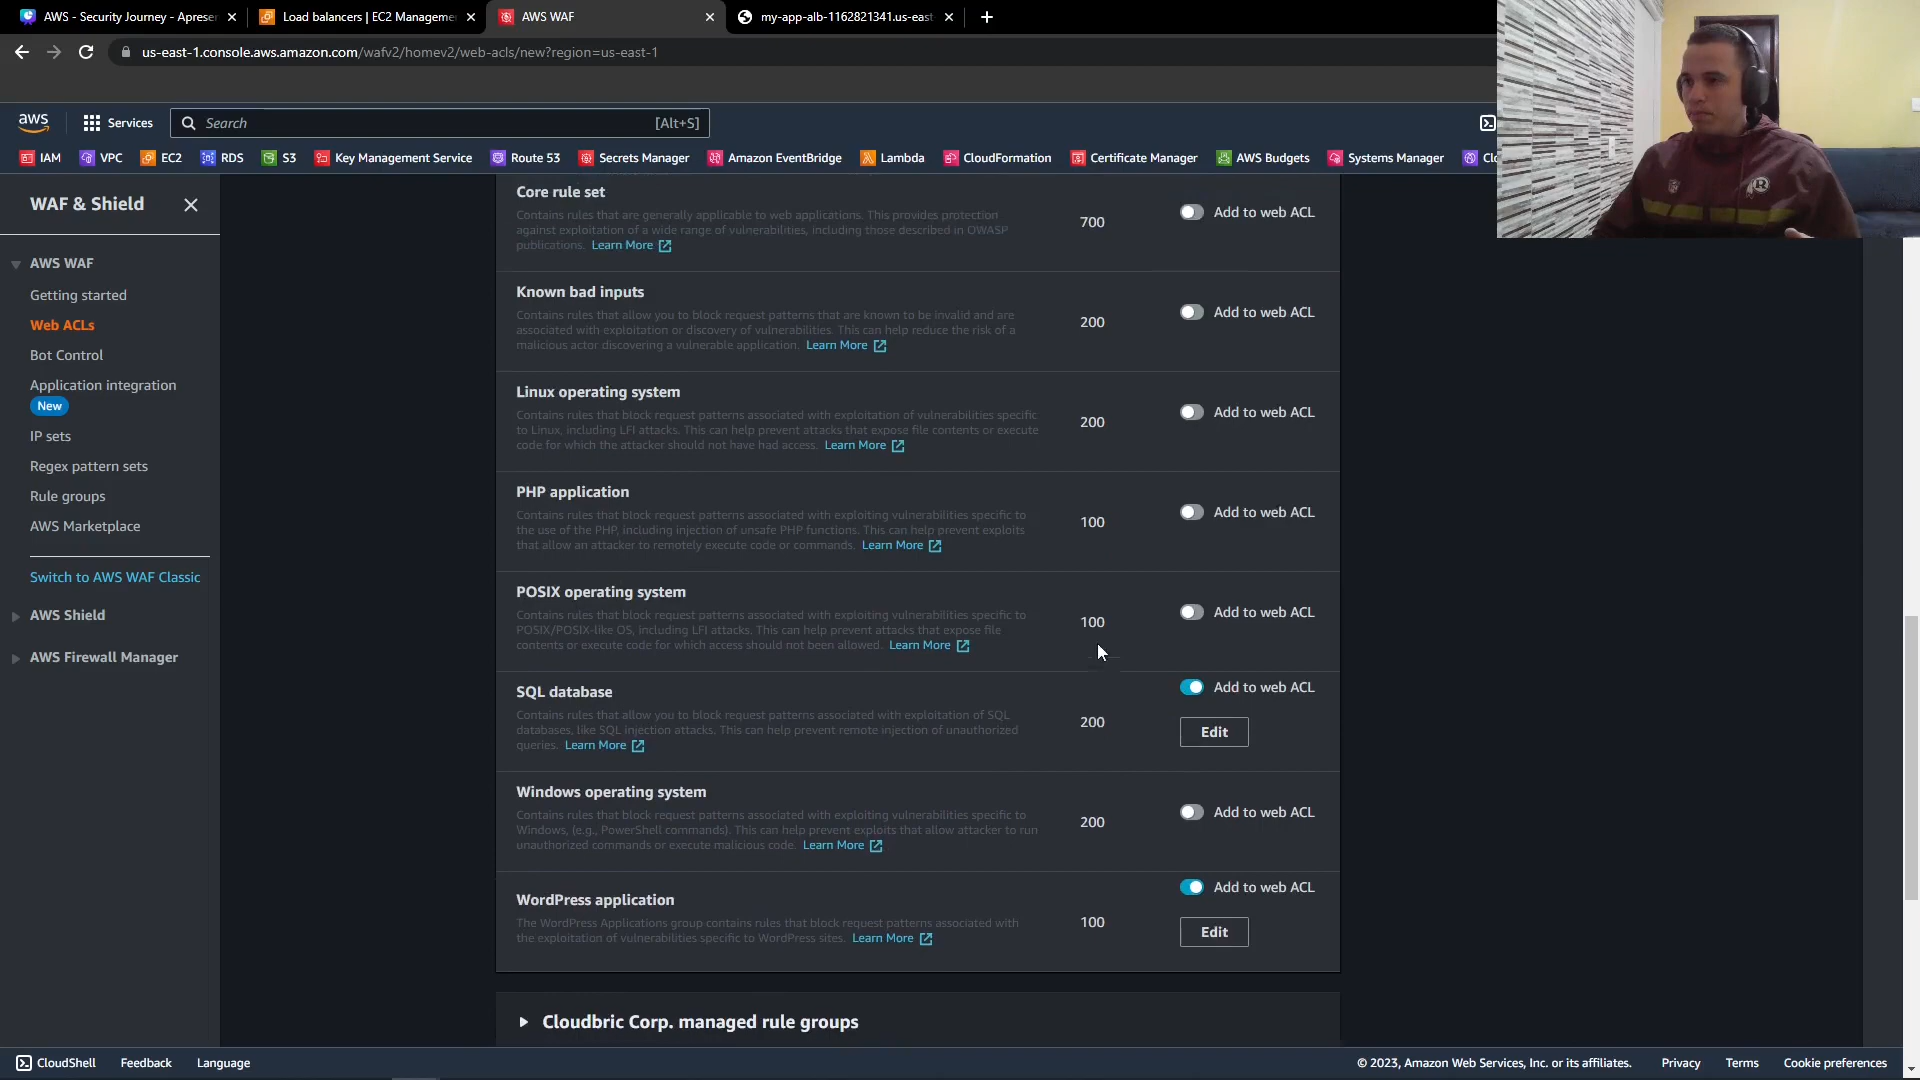 AWS - Security Journey - Apreser
Load balancers | EC2 Manageme
AWS WAF
my-app-alb-1162821341.us-east
us-east-1.console.aws.amazon.com/wafv2/homev2/web-acls/new?region=us-east-1
aws
Services
Search
[Alt+S]
IAM
VPC
EC2
RDS
S3
Key Management Service
Route 53
Secrets Manager
Amazon EventBridge
Lambda
CloudFormation
Certificate Manager
AWS Budgets
Systems Manager
WAF & Shield
AWS WAF
Getting started
Web ACLs
Bot Control
Application integration
New
IP sets
Regex pattern sets
Rule groups
AWS Marketplace
Switch to AWS WAF Classic
AWS Shield
AWS Firewall Manager
Core rule set
Contains rules that are generally applicable to web applications. This provides protection
against exploitation of a wide range of vulnerabilities, including those described in OWASP
publications. Learn More
700
Add to web ACL
Known bad inputs
Contains rules that allow you to block request patterns that are known to be invalid and are
associated with exploitation or discovery of vulnerabilities. This can help reduce the risk of a
malicious actor discovering a vulnerable application. Learn More
200
Add to web ACL
Linux operating system
Contains rules that block request patterns associated with exploitation of vulnerabilities specific
to Linux, including LFI attacks. This can help prevent attacks that expose file contents or execute
code for which the attacker should not have had access. Learn More
200
Add to web ACL
PHP application
Contains rules that block request patterns associated with exploiting vulnerabilities specific to
the use of the PHP, including injection of unsafe PHP functions. This can help prevent exploits
that allow an attacker to remotely execute code or commands. Learn More
100
Add to web ACL
POSIX operating system
Contains rules that block request patterns associated with exploiting vulnerabilities specific to
POSIX/POSIX-like OS, including LFI attacks. This can help prevent attacks that expose file
contents or execute code for which access should not been allowed. Learn More
100
Add to web ACL
SQL database
Contains rules that allow you to block request patterns associated with exploitation of SQL
databases, like SQL injection attacks. This can help prevent remote injection of unauthorized
queries. Learn More
200
Add to web ACL
Edit
Windows operating system
Contains rules that block request patterns associated with exploiting vulnerabilities specific to
Windows, (e.g., PowerShell commands). This can help prevent exploits that allow attacker to run
unauthorized commands or execute malicious code. Learn More
200
Add to web ACL
WordPress application
The WordPress Applications group contains rules that block request patterns associated with
the exploitation of vulnerabilities specific to WordPress sites. Learn More
100
Add to web ACL
Edit
Cloudbric Corp. managed rule groups
CloudShell
Feedback
Language
© 2023, Amazon Web Services, Inc. or its affiliates.
Privacy
Terms
Cookie preferences